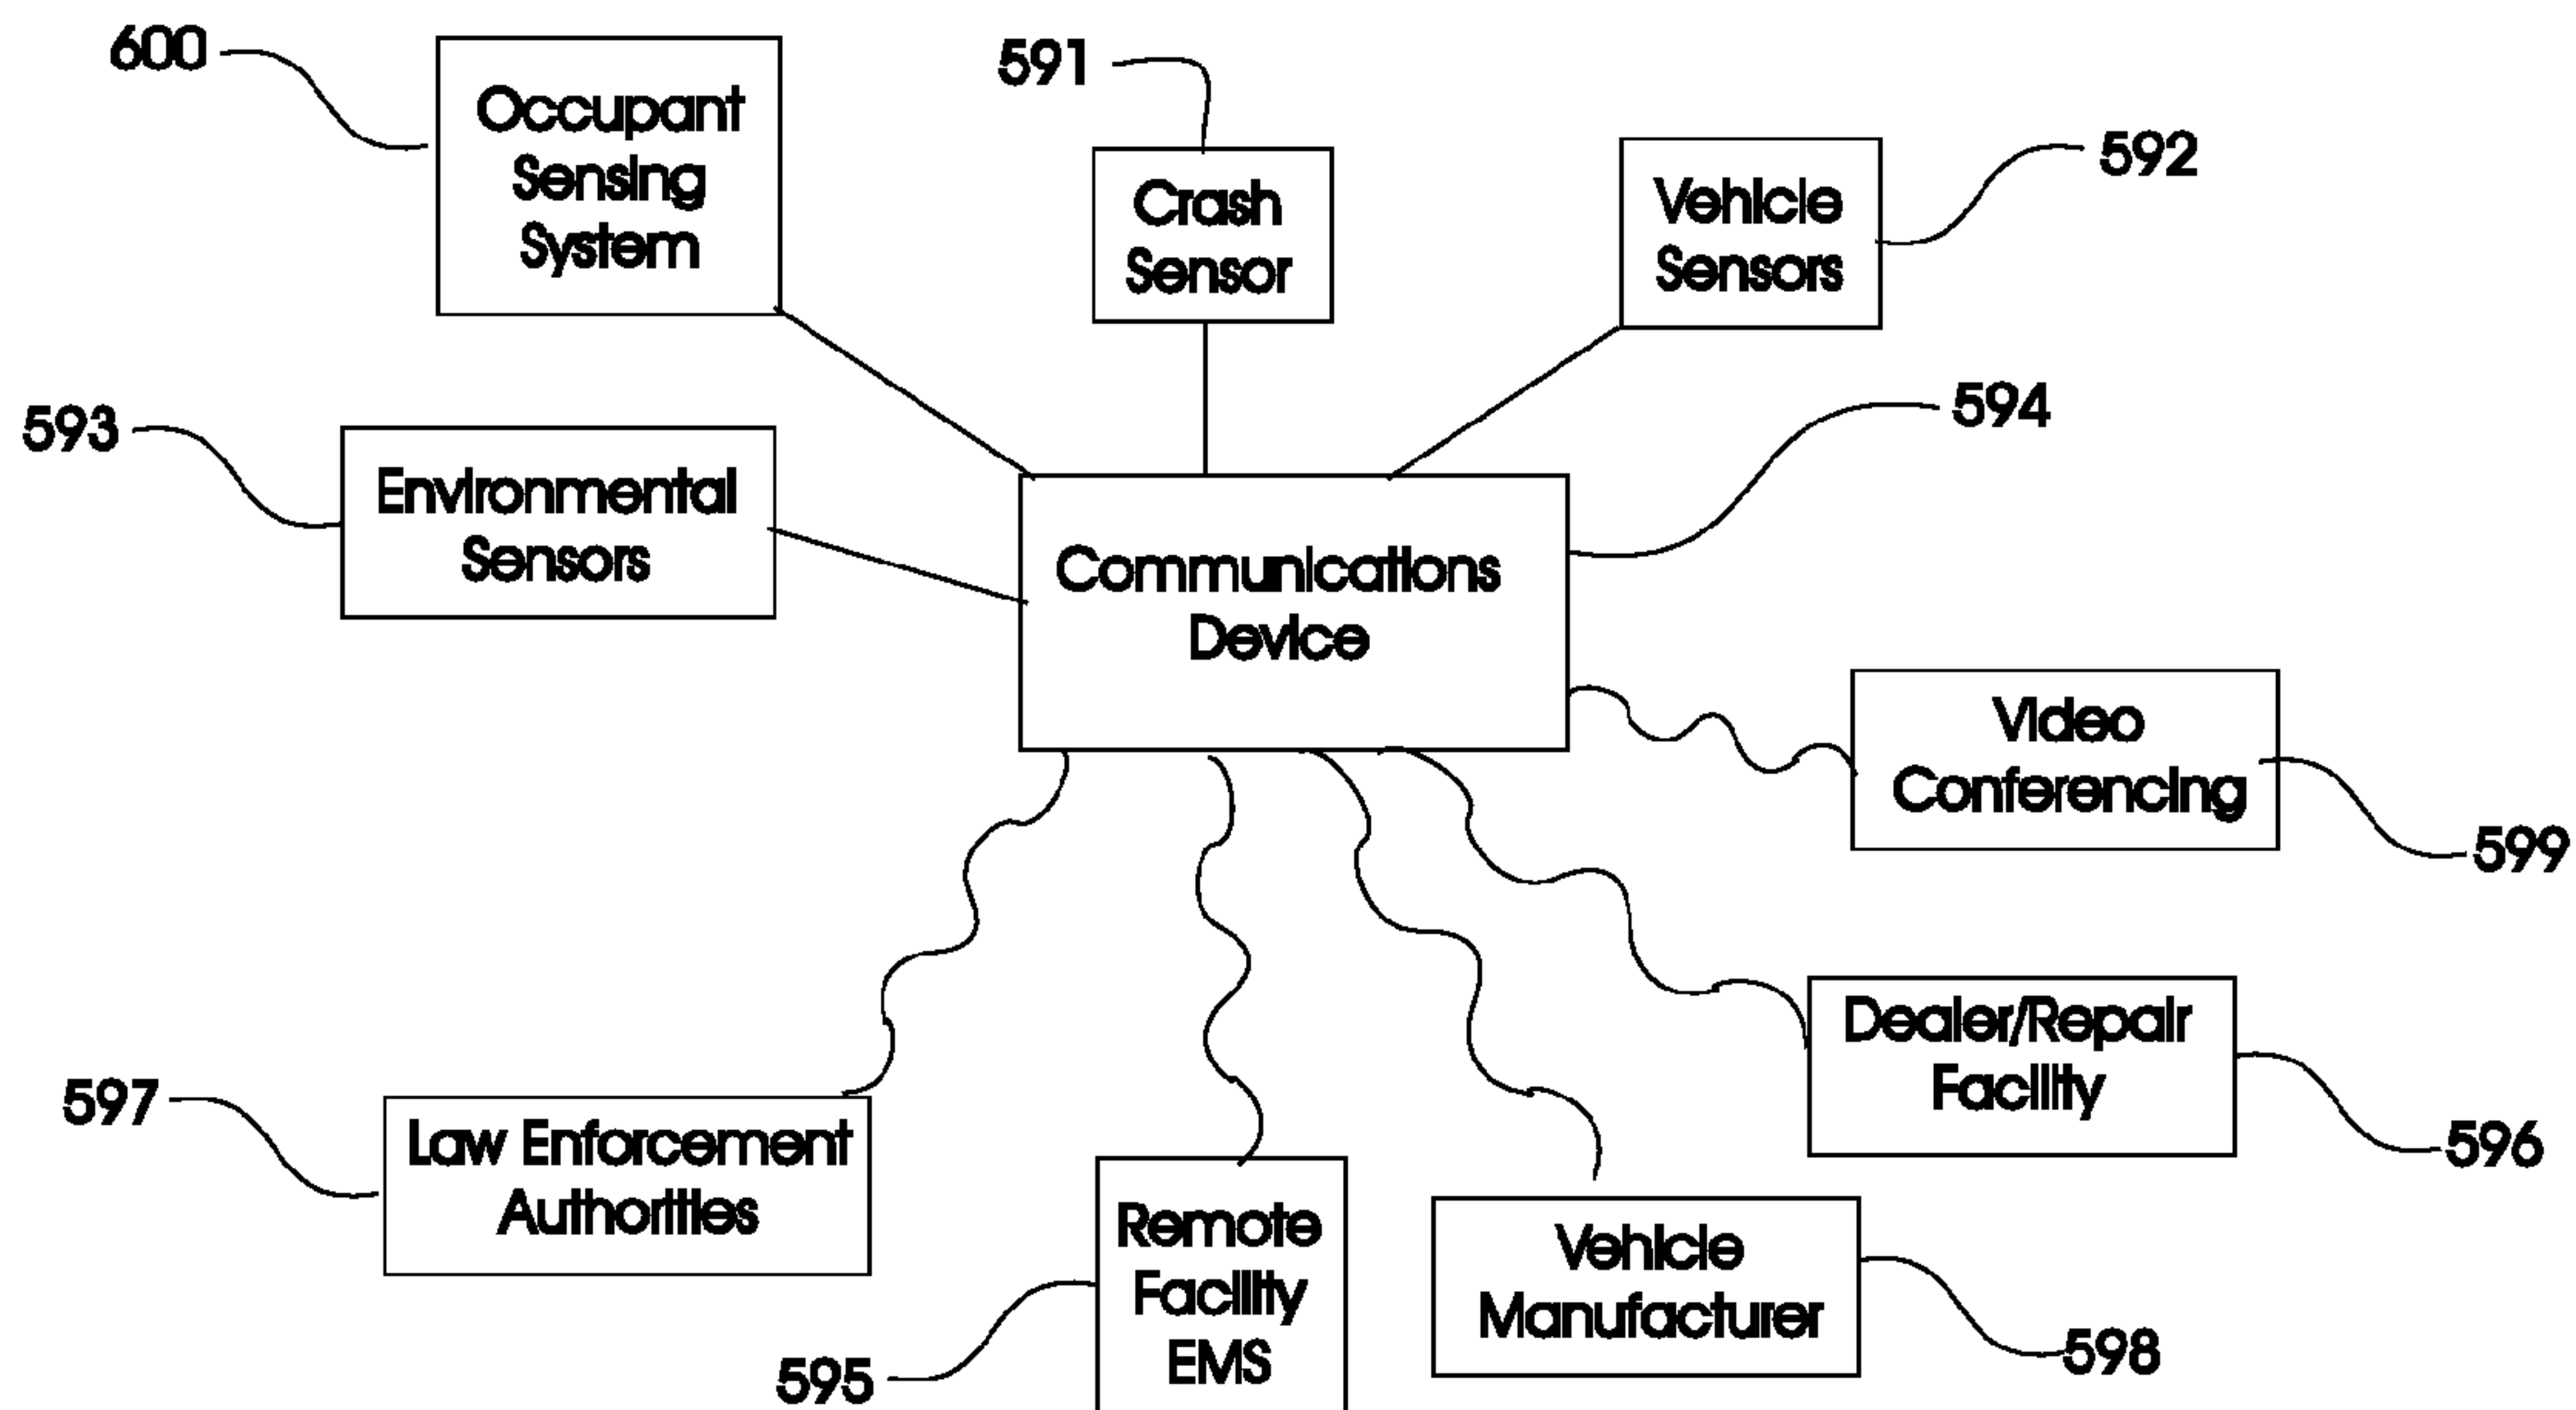 600
Occupant
Sensing
System
591
Crash
Sensor
592
Vehicle
Sensors
593
Environmental
Sensors
594
Communications
Device
Video
Conferencing
599
Dealer/Repair
Facility
596
597
Law Enforcement
Authorities
595
Remote
Facility
EMS
Vehicle
Manufacturer
598